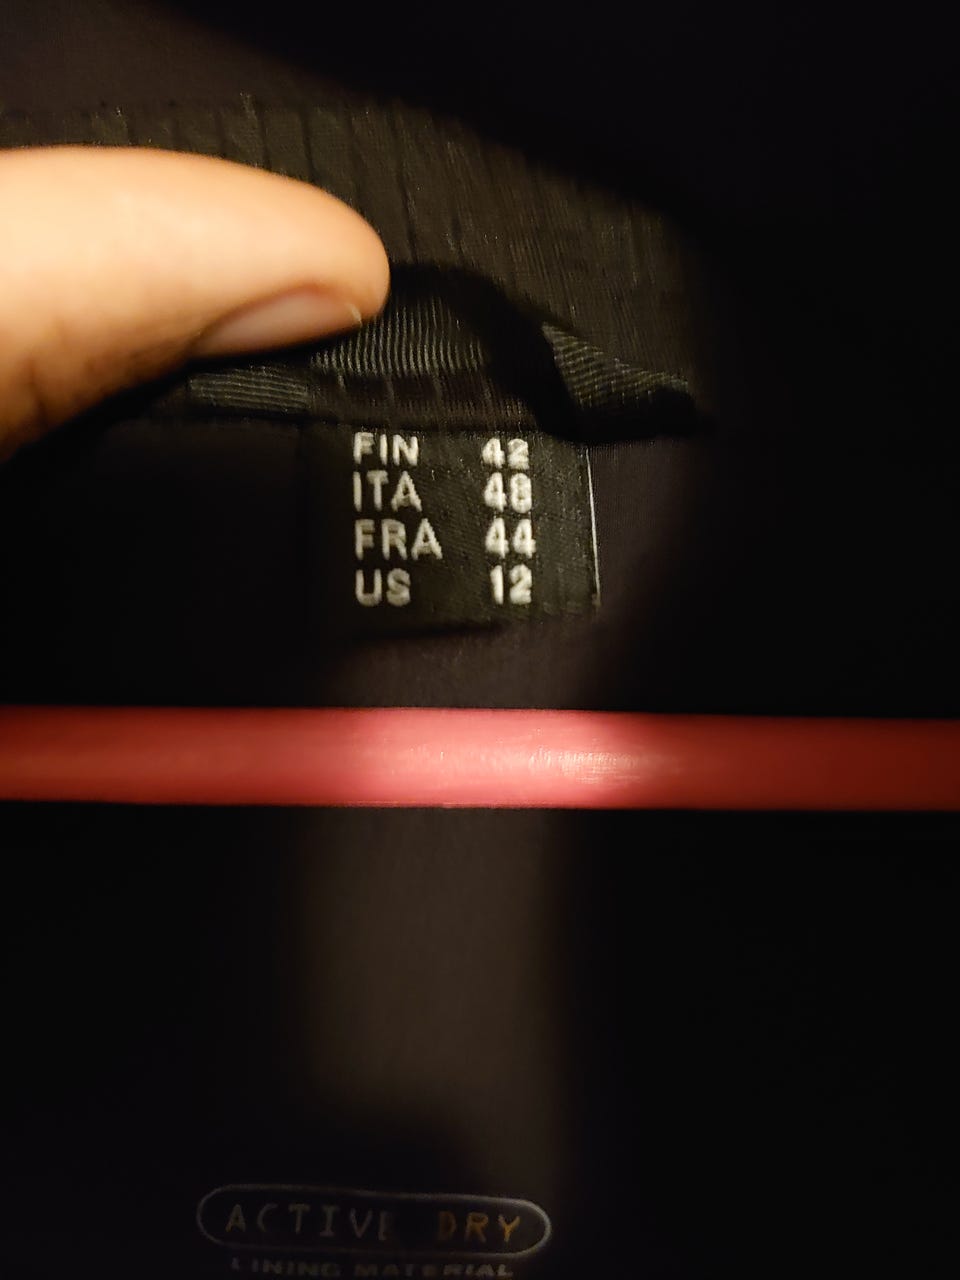 FIN 42
ITA 48
FRA 44
US 12
ACTIVE DRY
LINING MATERIAL